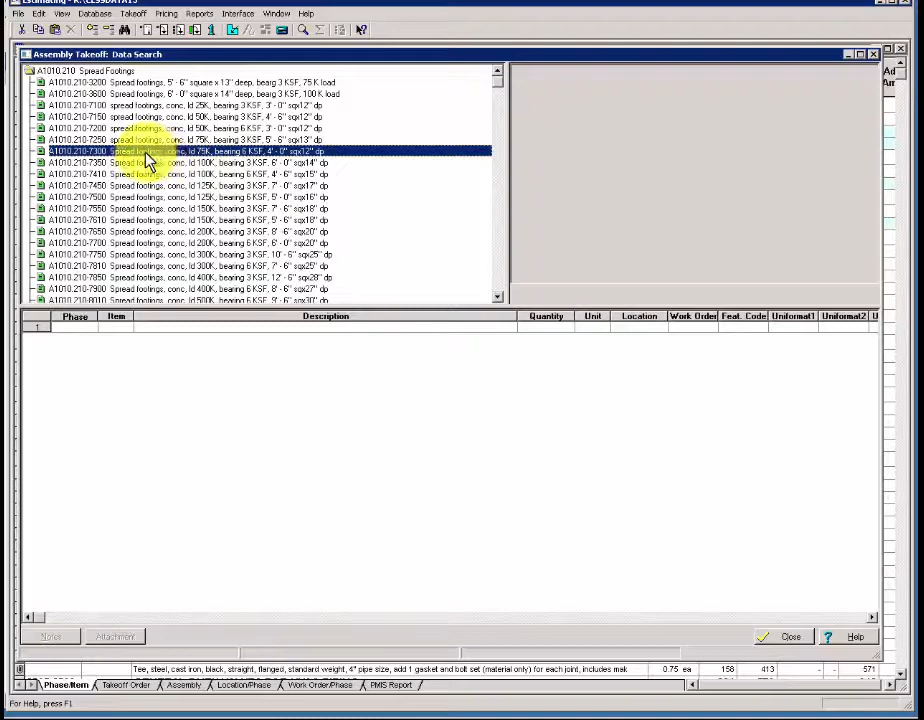 File Edit View Database Takeoff Pricing Reports Interface Window Help
Assembly Takeoff: Data Search
A1010.210 Spread Footings
A1010.210-3200 Spread footings, 5' - 6" square x 13" deep, bearg 3 KSF, 75 K load
A1010.210-3600 Spread footings, 6' - 0" square x 14" deep, bearg 3 KSF, 100 K load
A1010.210-7100 spread footings, conc, ld 25K, bearing 3 KSF, 3' - 0" sqx12" dp
A1010.210-7150 spread footings, conc, ld 50K, bearing 3 KSF, 4' - 6" sqx12" dp
A1010.210-7200 spread footings, conc, ld 50K, bearing 6 KSF, 3' - 0" sqx12" dp
A1010.210-7250 spread footings, conc, ld 75K, bearing 3 KSF, 5' - 6" sqx13" dp
A1010.210-7300 Spread footings, conc, ld 75K, bearing 6 KSF, 4' - 0" sqx12" dp
A1010.210-7350 Spread footings, conc, ld 100K, bearing 3 KSF, 6' - 0" sqx14" dp
A1010.210-7410 Spread footings, conc, ld 100K, bearing 6 KSF, 4' - 6" sqx15" dp
A1010.210-7450 Spread footings, conc, ld 125K, bearing 3 KSF, 7' - 0" sqx17" dp
A1010.210-7500 Spread footings, conc, ld 125K, bearing 6 KSF, 5' - 0" sqx16" dp
A1010.210-7550 Spread footings, conc, ld 150K, bearing 3 KSF, 7' - 6" sqx18" dp
A1010.210-7610 Spread footings, conc, ld 150K, bearing 6 KSF, 5' - 6" sqx18" dp
A1010.210-7650 Spread footings, conc, ld 200K, bearing 3 KSF, 8' - 6" sqx20" dp
A1010.210-7700 Spread footings, conc, ld 200K, bearing 6 KSF, 6' - 0" sqx20" dp
A1010.210-7750 Spread footings, conc, ld 300K, bearing 3 KSF, 10' - 6" sqx25" dp
A1010.210-7810 Spread footings, conc, ld 300K, bearing 6 KSF, 7' - 6" sqx25" dp
A1010.210-7850 Spread footings, conc, ld 400K, bearing 3 KSF, 12' - 6" sqx28" dp
A1010.210-7900 Spread footings, conc, ld 400K, bearing 6 KSF, 8' - 6" sqx27" dp
A1010.210-8010 Spread footings, conc, ld 500K, bearing 6 KSF, 9' - 6" sqx30" dp
Phase Item Description Quantity Unit Location Work Order Feat. Code Uniformat1 Uniformat2 U
1
Notes Attachment Close Help
Tee, steel, cast iron, black, straight, flanged, standard weight, 4" pipe size, add 1 gasket and bolt set (material only) for each joint, includes mak 0.75 ea 158 413 - - 571
Phase/Item Takeoff Order Assembly Location/Phase Work Order/Phase PMIS Report
For Help, press F1